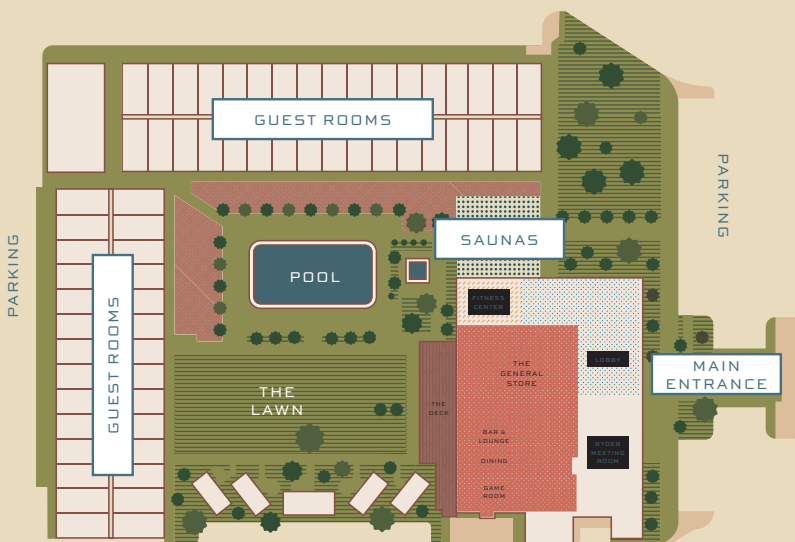 GUEST ROOMS
PARKING
PARKING
SAUNAS
POOL
FITNESS
CENTER
GUEST ROOMS
LOBBY
THE
GENERAL
STORE
MAIN
ENTRANCE
THE
LAWN
THE
DECK
BAR &
LOUNGE
RYDER
MEETING
ROOM
DINING
GAME
ROOM